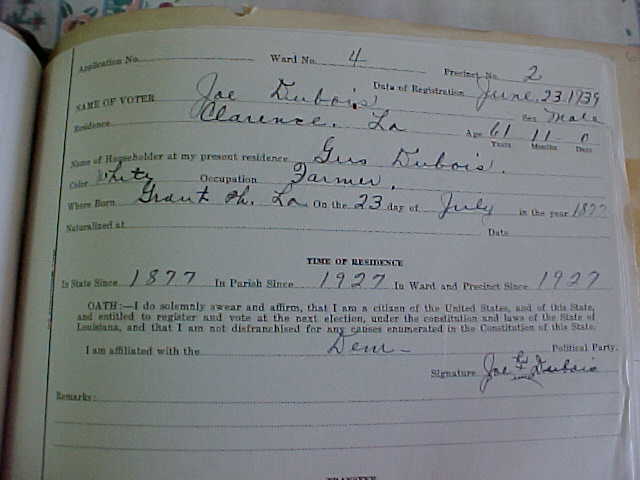 Application No. Ward No. 4 Precinct No. 2
Date of Registration June, 23. 1939
NAME OF VOTER Joe Dubois Sex Male
Residence Clarence, La Age 61 11 0
Years Months Days
Name of Householder at my present residence Gus Dubois.
Color White Occupation Farmer.
Where Born Grant Ph. La On the 23 day of July in the year 1877
Naturalized at Date
TIME OF RESIDENCE
In State Since 1877 In Parish Since 1927 In Ward and Precinct Since 1927
OATH:—I do solemnly swear and affirm, that I am a citizen of the United States, and of this State,
and entitled to register and vote at the next election, under the constitution and laws of the State of
Louisiana, and that I am not disfranchised for any causes enumerated in the Constitution of this State.
I am affiliated with the Dem- Political Party.
Signature Joe Dubois
Remarks:
TRANSFER